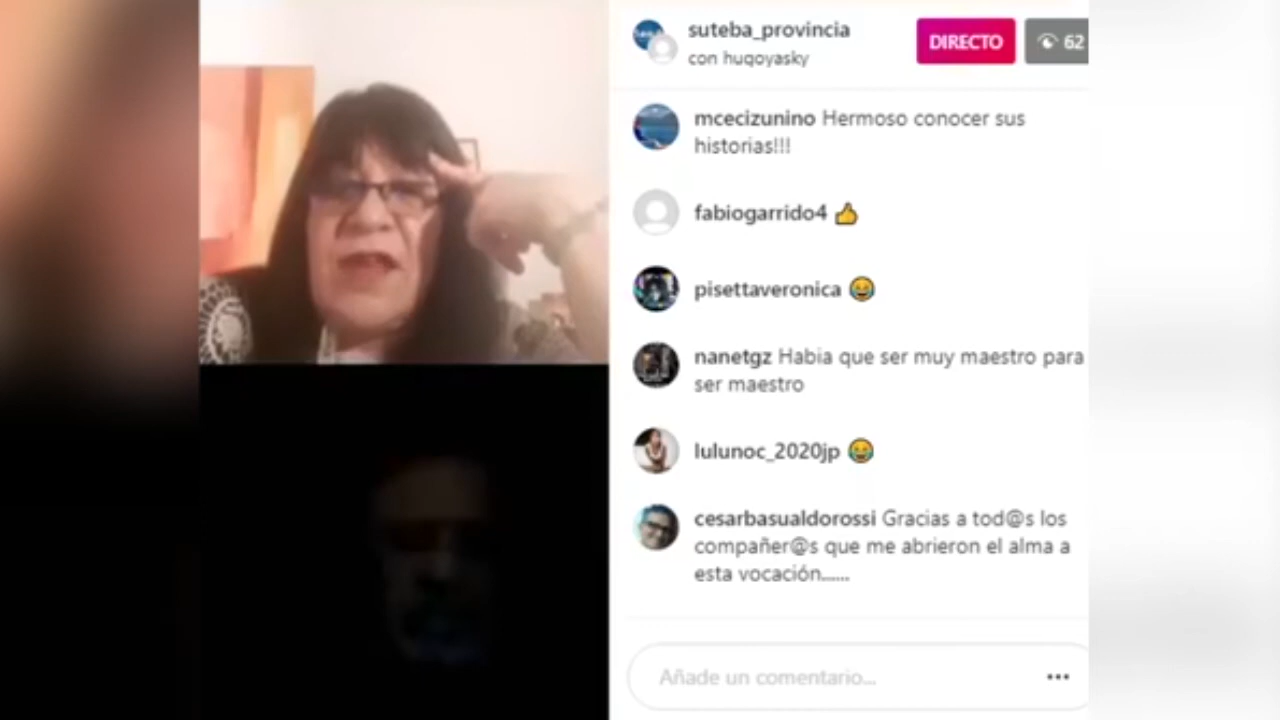 suteba_provincia
con hugoyasky
DIRECTO
62
mcecizunino Hermoso conocer sus
historias!!!
fabiogarrido4 👍
pisettaveronica 😂
nanetgz Habia que ser muy maestro para
ser maestro
lulunoc_2020jp 😂
cesarbasualdorossi Gracias a tod@s los
compañer@s que me abrieron el alma a
esta vocación......
Añade un comentario...